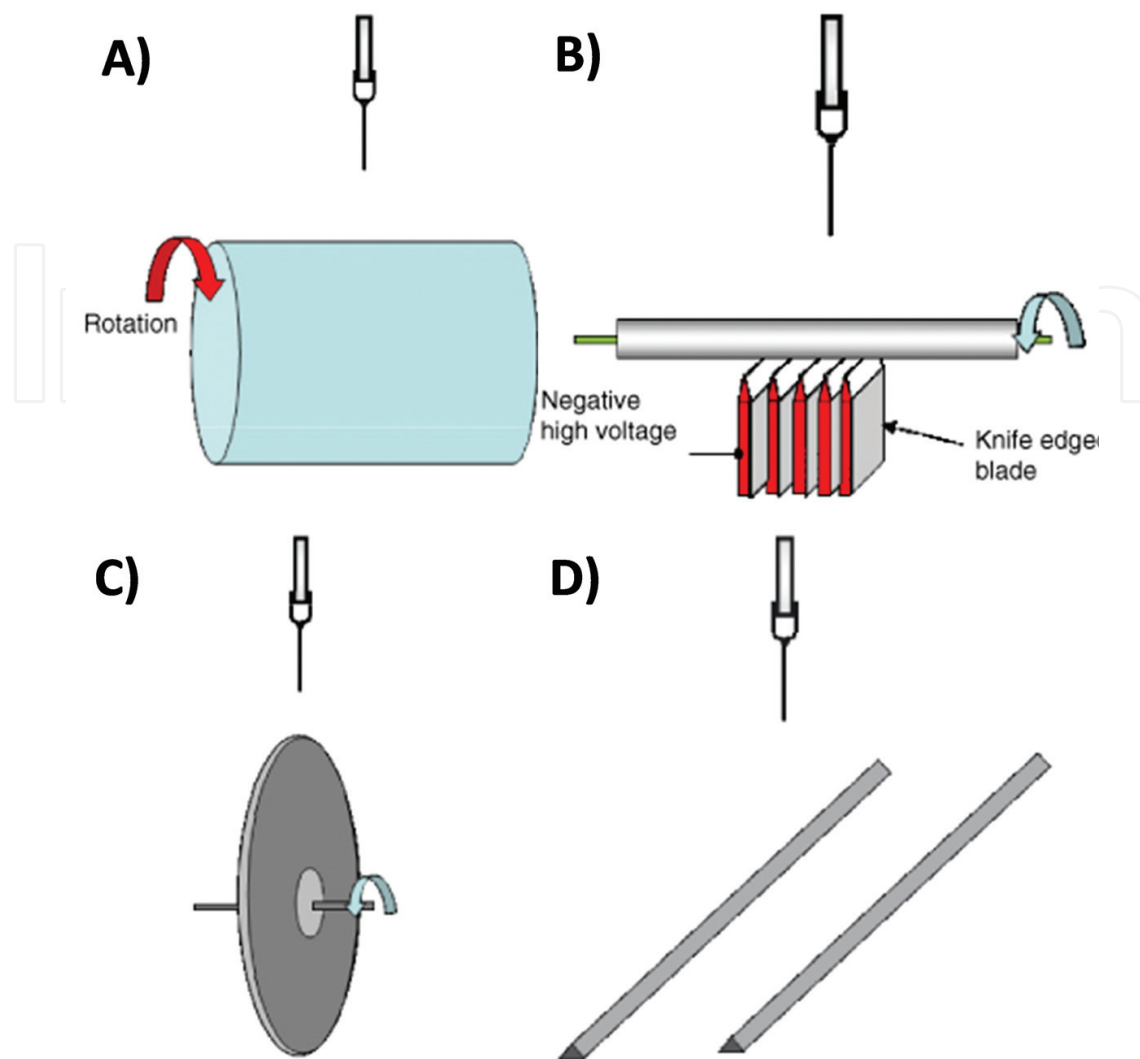 A)
B)
Rotation
Negative
high voltage
Knife edge
blade
C)
D)